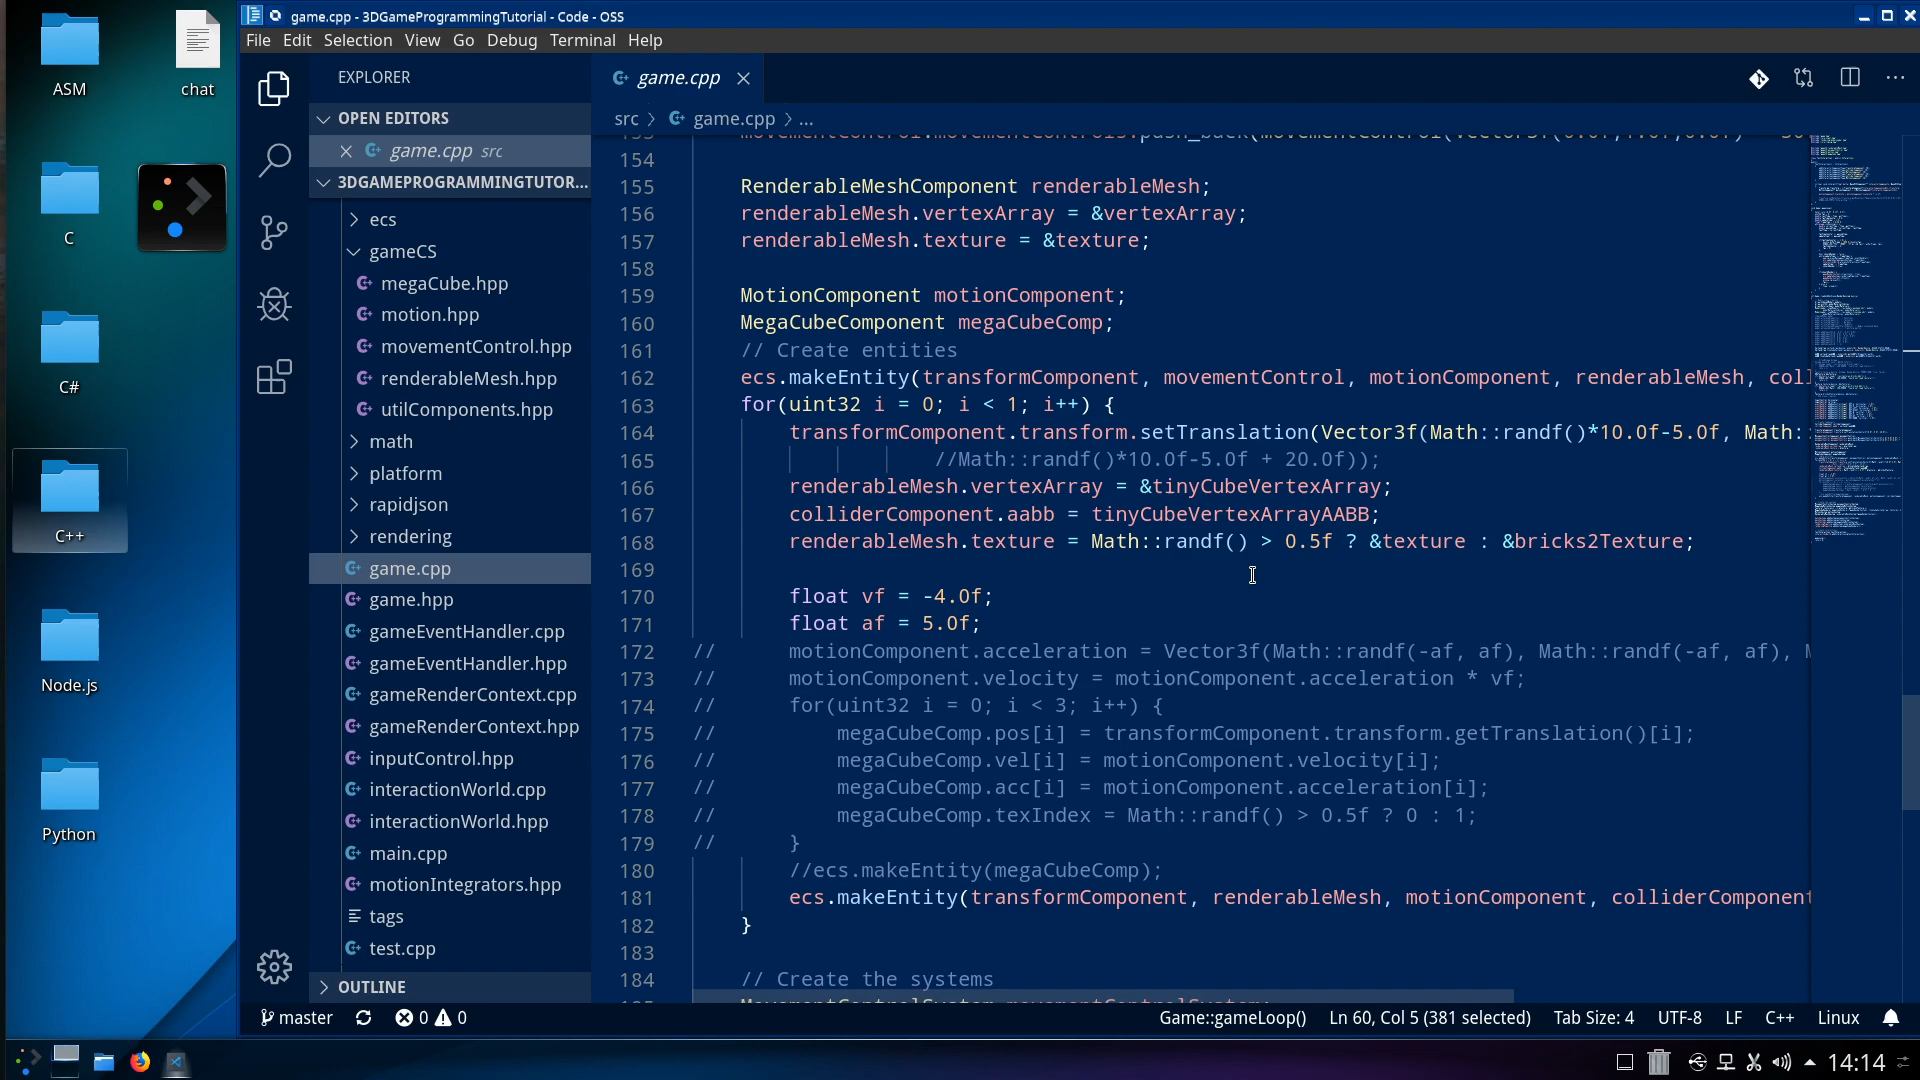 game.cpp - 3DGameProgrammingTutorial - Code - OSS
File Edit Selection View Go Debug Terminal Help
ASM
chat
C
C#
C++
Node.js
Python
EXPLORER
OPEN EDITORS
game.cpp src
3DGAMEPROGRAMMINGTUTOR...
ecs
gameCS
megaCube.hpp
motion.hpp
movementControl.hpp
renderableMesh.hpp
utilComponents.hpp
math
platform
rapidjson
rendering
game.cpp
game.hpp
gameEventHandler.cpp
gameEventHandler.hpp
gameRenderContext.cpp
gameRenderContext.hpp
inputControl.hpp
interactionWorld.cpp
interactionWorld.hpp
main.cpp
motionIntegrators.hpp
tags
test.cpp
OUTLINE
game.cpp
src > game.cpp > ...
154
155 RenderableMeshComponent renderableMesh;
156 renderableMesh.vertexArray = &vertexArray;
157 renderableMesh.texture = &texture;
158
159 MotionComponent motionComponent;
160 MegaCubeComponent megaCubeComp;
161 // Create entities
162 ecs.makeEntity(transformComponent, movementControl, motionComponent, renderableMesh, coll
163 for(uint32 i = 0; i < 1; i++) {
164 transformComponent.transform.setTranslation(Vector3f(Math::randf()*10.0f-5.0f, Math:
165 //Math::randf()*10.0f-5.0f + 20.0f));
166 renderableMesh.vertexArray = &tinyCubeVertexArray;
167 colliderComponent.aabb = tinyCubeVertexArrayAABB;
168 renderableMesh.texture = Math::randf() > 0.5f ? &texture : &bricks2Texture;
169
170 float vf = -4.0f;
171 float af = 5.0f;
172 // motionComponent.acceleration = Vector3f(Math::randf(-af, af), Math::randf(-af, af), M
173 // motionComponent.velocity = motionComponent.acceleration * vf;
174 // for(uint32 i = 0; i < 3; i++) {
175 // megaCubeComp.pos[i] = transformComponent.transform.getTranslation()[i];
176 // megaCubeComp.vel[i] = motionComponent.velocity[i];
177 // megaCubeComp.acc[i] = motionComponent.acceleration[i];
178 // megaCubeComp.texIndex = Math::randf() > 0.5f ? 0 : 1;
179 // }
180 //ecs.makeEntity(megaCubeComp);
181 ecs.makeEntity(transformComponent, renderableMesh, motionComponent, colliderComponent
182 }
183
184 // Create the systems
master 0 0 Game::gameLoop() Ln 60, Col 5 (381 selected) Tab Size: 4 UTF-8 LF C++ Linux
14:14